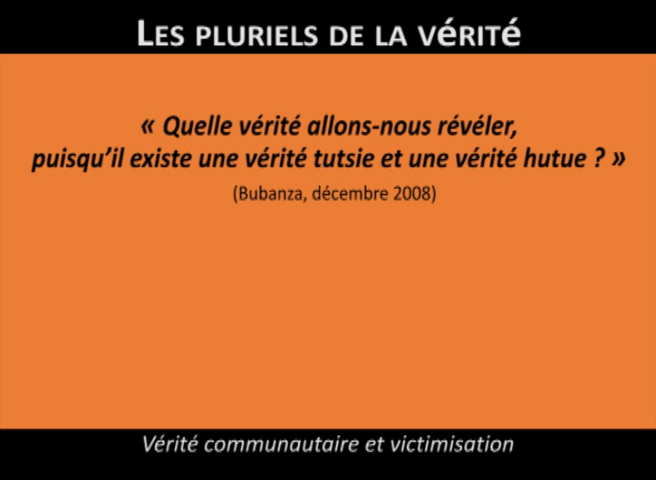 LES PLURIELS DE LA VÉRITÉ
« Quelle vérité allons-nous révéler,
puisqu'il existe une vérité tutsie et une vérité hutue ? »
(Bubanza, décembre 2008)
Vérité communautaire et victimisation